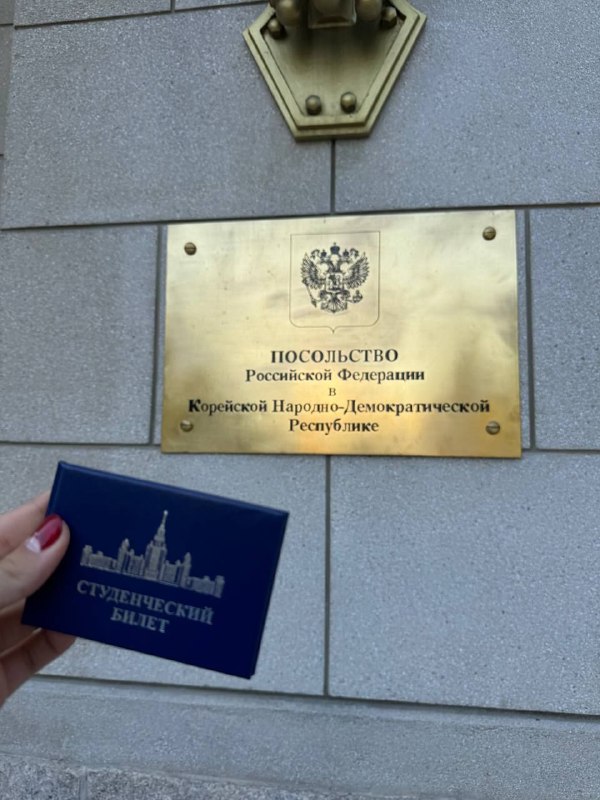 ПОСОЛЬСТВО
Российской Федерации
в
Корейской Народно-Демократической
Республике
СТУДЕНЧЕСКИЙ
БИЛЕТ